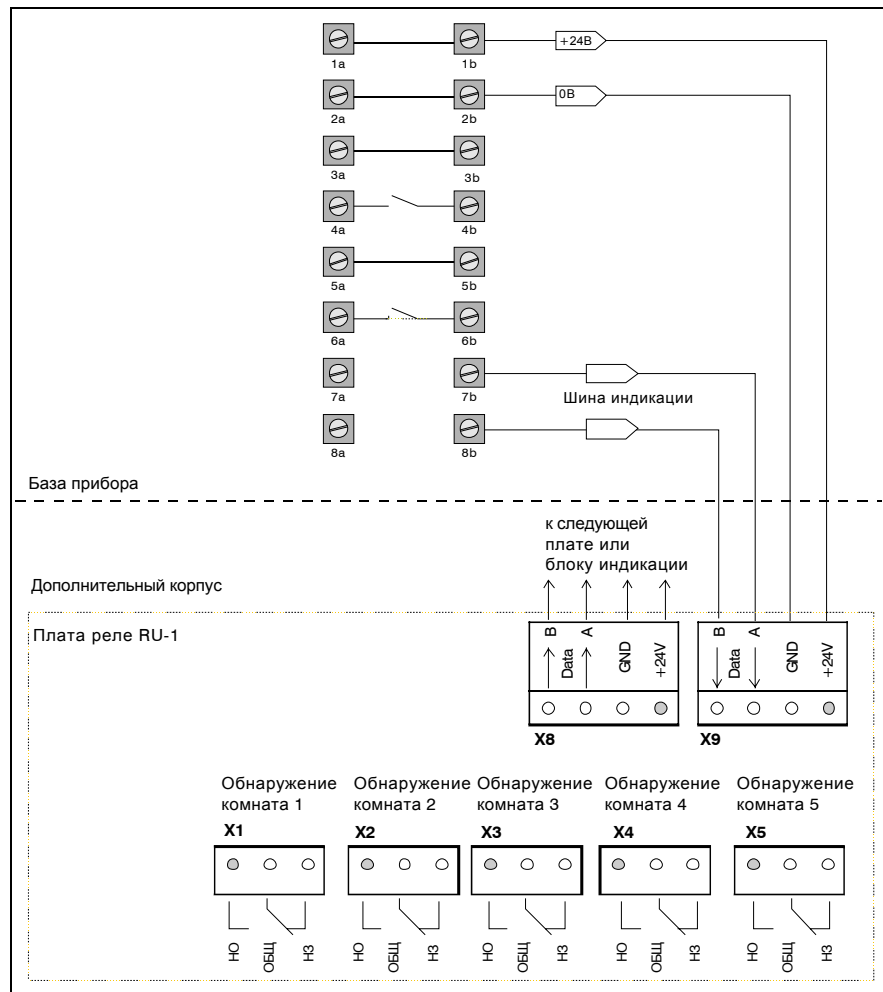 1a 1b +24В
2a 2b 0В
3a 3b
4a 4b
5a 5b
6a 6b
7a 7b Шина индикации
8a 8b
База прибора
к следующей
плате или
блоку индикации
Дополнительный корпус
Плата реле RU-1
B A GND +24V
Data
B A GND +24V
Data
X8 X9
Обнаружение Обнаружение Обнаружение Обнаружение Обнаружение
комната 1 комната 2 комната 3 комната 4 комната 5
X1 X2 X3 X4 X5
НО ОБЩ НЗ НО ОБЩ НЗ НО ОБЩ НЗ НО ОБЩ НЗ НО ОБЩ НЗ